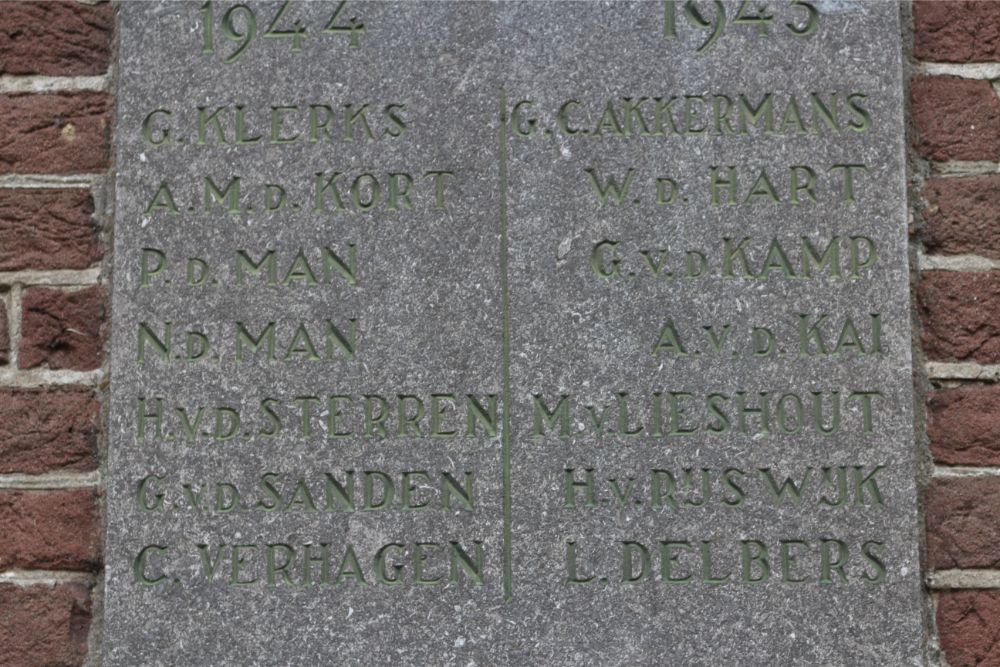 1944
G. KLERKS
A.M.D. KORT
P.D. MAN
N.D. MAN
H.V.D. STERREN
G.V.D. SANDEN
C. VERHAGEN
1945
G.C. AKKERMANS
W.D. HART
G.V.D. KAMP
A.V.D. KAI
M.V. LIESHOUT
H.V. RIJSWIJK
L. DELBERS